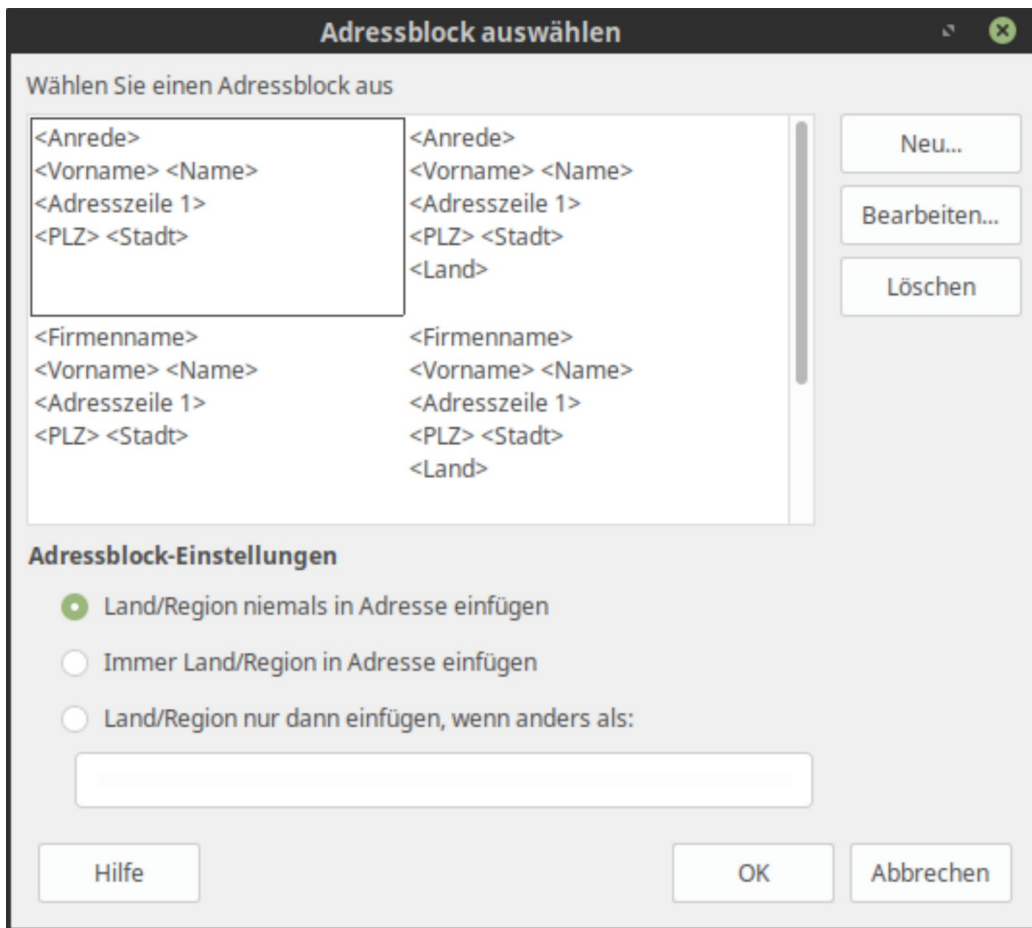 Adressblock auswählen
Wählen Sie einen Adressblock aus
<Anrede>
<Vorname> <Name>
<Adresszeile 1>
<PLZ> <Stadt>
<Anrede>
<Vorname> <Name>
<Adresszeile 1>
<PLZ> <Stadt>
<Land>
<Firmenname>
<Vorname> <Name>
<Adresszeile 1>
<PLZ> <Stadt>
<Firmenname>
<Vorname> <Name>
<Adresszeile 1>
<PLZ> <Stadt>
<Land>
Neu...
Bearbeiten...
Löschen
Adressblock-Einstellungen
Land/Region niemals in Adresse einfügen
Immer Land/Region in Adresse einfügen
Land/Region nur dann einfügen, wenn anders als:
Hilfe
OK
Abbrechen